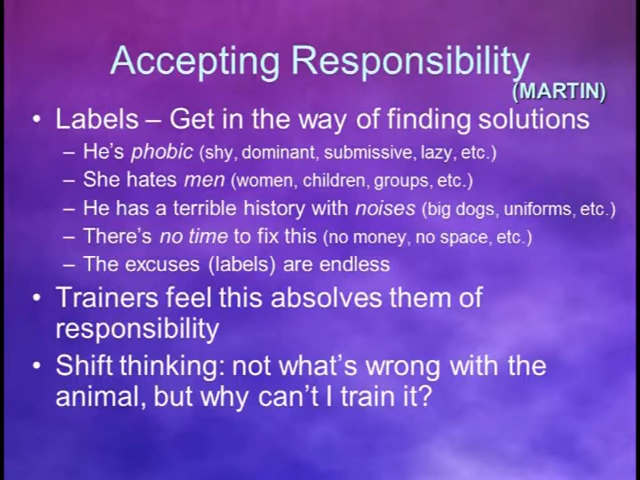 Accepting Responsibility
(MARTIN)
• Labels – Get in the way of finding solutions
– He's phobic (shy, dominant, submissive, lazy, etc.)
– She hates men (women, children, groups, etc.)
– He has a terrible history with noises (big dogs, uniforms, etc.)
– There's no time to fix this (no money, no space, etc.)
– The excuses (labels) are endless
• Trainers feel this absolves them of
responsibility
• Shift thinking: not what's wrong with the
animal, but why can't I train it?